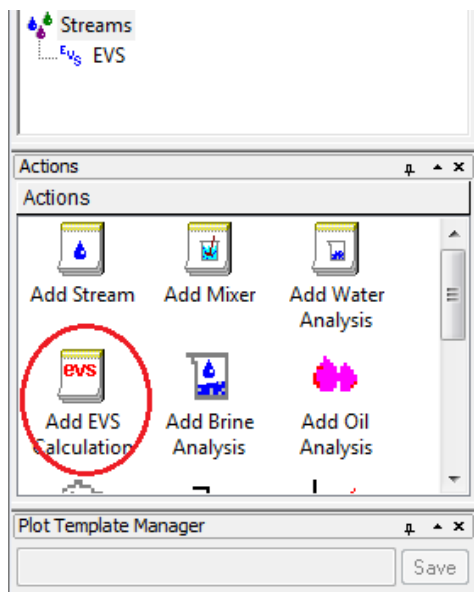 Streams
EVS EVS
Actions
Actions
Add Stream Add Mixer Add Water
Analysis
evs
Add EVS Add Brine Add Oil
Calculation Analysis Analysis
Plot Template Manager
Save